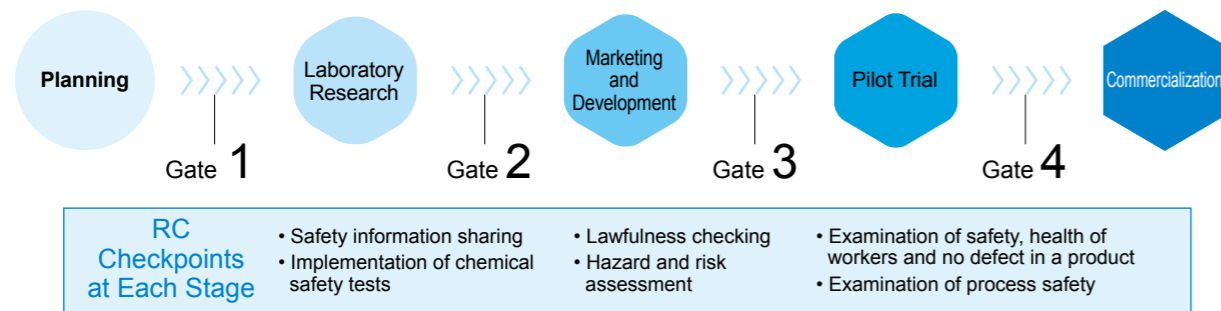 Planning
Laboratory
Research
Marketing
and
Development
Pilot Trial
Commercialization
Gate 1
Gate 2
Gate 3
Gate 4
RC
Checkpoints
at Each Stage
• Safety information sharing
• Implementation of chemical
safety tests
• Lawfulness checking
• Hazard and risk
assessment
• Examination of safety, health of
workers and no defect in a product
• Examination of process safety